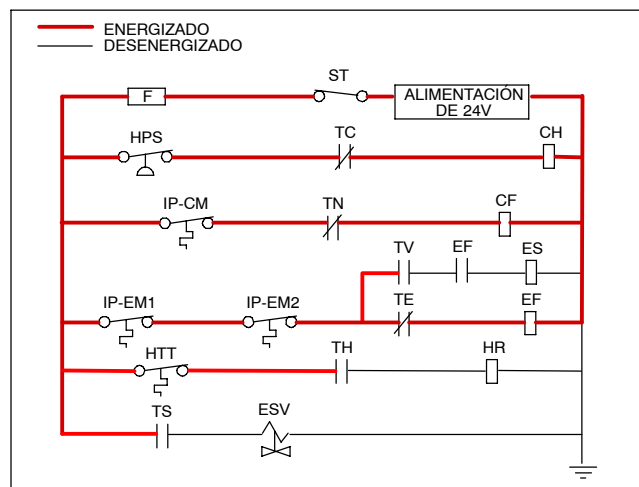 ENERGIZADO
DESENERGIZADO
F
ST
ALIMENTACIÓN
DE 24V
HPS
TC
CH
IP-CM
TN
CF
TV
EF
ES
IP-EM1
IP-EM2
TE
EF
HTT
TH
HR
TS
ESV